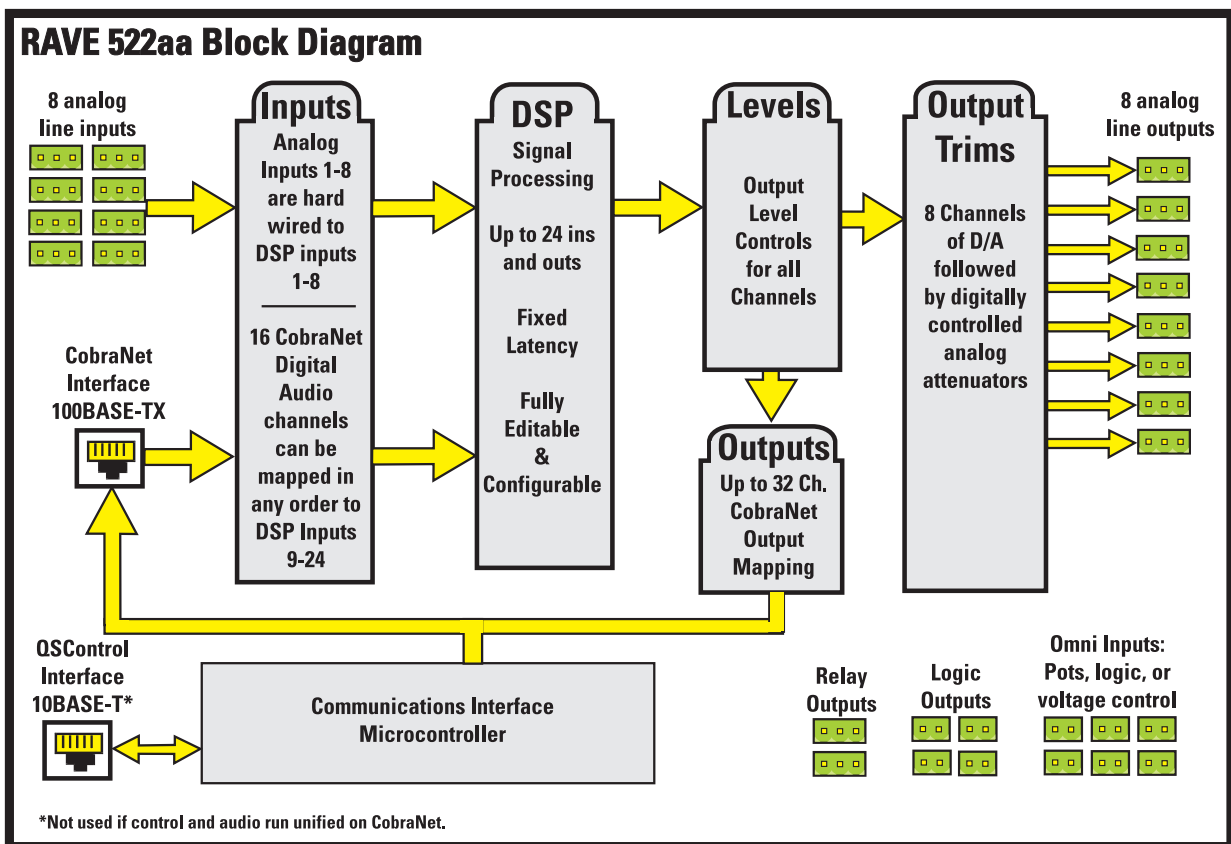 RAVE 522aa Block Diagram
8 analog
line inputs
Inputs
Analog
Inputs 1-8
are hard
wired to
DSP inputs
1-8
16 CobraNet
Digital
Audio
channels
can be
mapped in
any order to
DSP Inputs
9-24
DSP
Signal
Processing
Up to 24 ins
and outs
Fixed
Latency
Fully
Editable
&
Configurable
Levels
Output
Level
Controls
for all
Channels
Output
Trims
8 Channels
of D/A
followed
by digitally
controlled
analog
attenuators
8 analog
line outputs
CobraNet
Interface
100BASE-TX
Outputs
Up to 32 Ch.
CobraNet
Output
Mapping
QSControl
Interface
10BASE-T*
Communications Interface
Microcontroller
Relay
Outputs
Logic
Outputs
Omni Inputs:
Pots, logic, or
voltage control
*Not used if control and audio run unified on CobraNet.